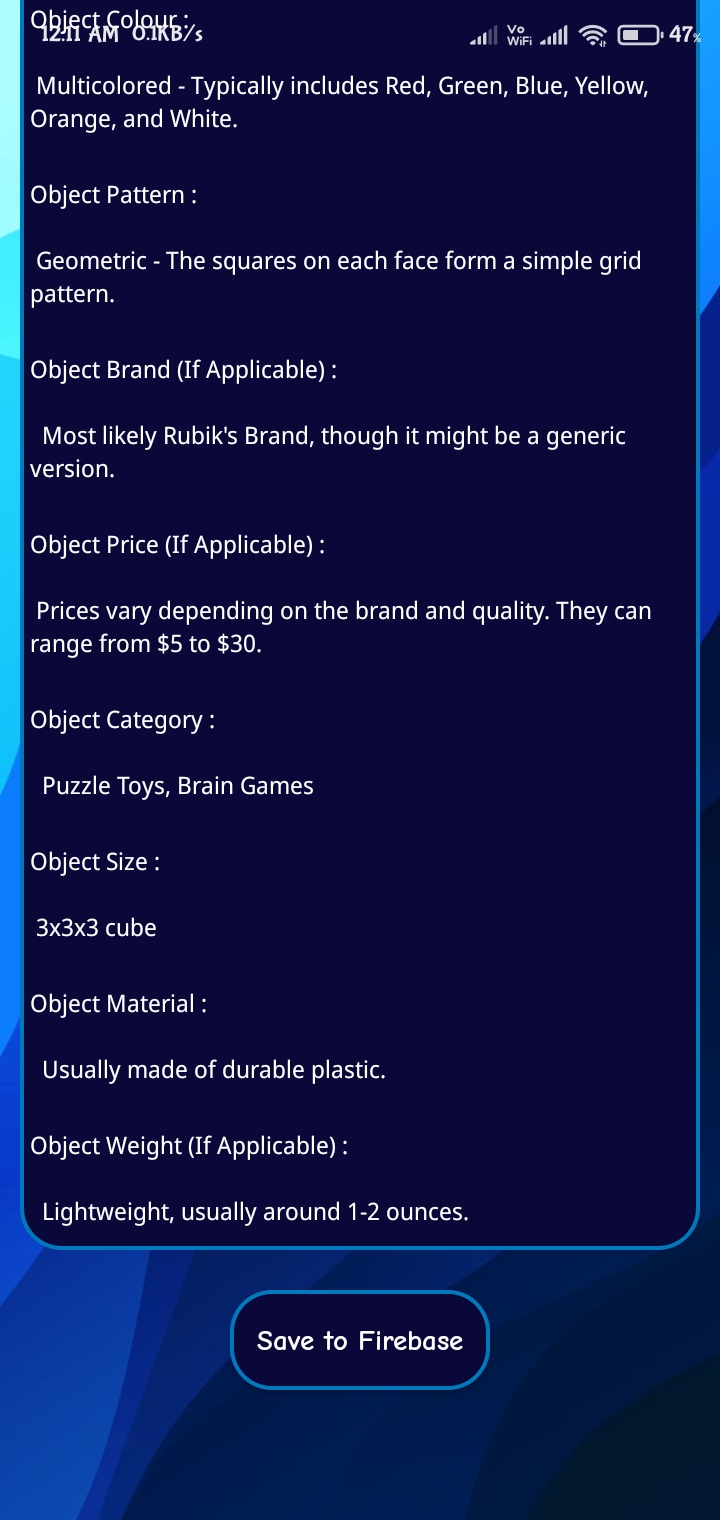 Object Colour :
12:11 AM 0.1KB/s
Vo
WiFi
47%
Multicolored - Typically includes Red, Green, Blue, Yellow,
Orange, and White.
Object Pattern :
Geometric - The squares on each face form a simple grid
pattern.
Object Brand (If Applicable) :
Most likely Rubik's Brand, though it might be a generic
version.
Object Price (If Applicable) :
Prices vary depending on the brand and quality. They can
range from $5 to $30.
Object Category :
Puzzle Toys, Brain Games
Object Size :
3x3x3 cube
Object Material :
Usually made of durable plastic.
Object Weight (If Applicable) :
Lightweight, usually around 1-2 ounces.
Save to Firebase